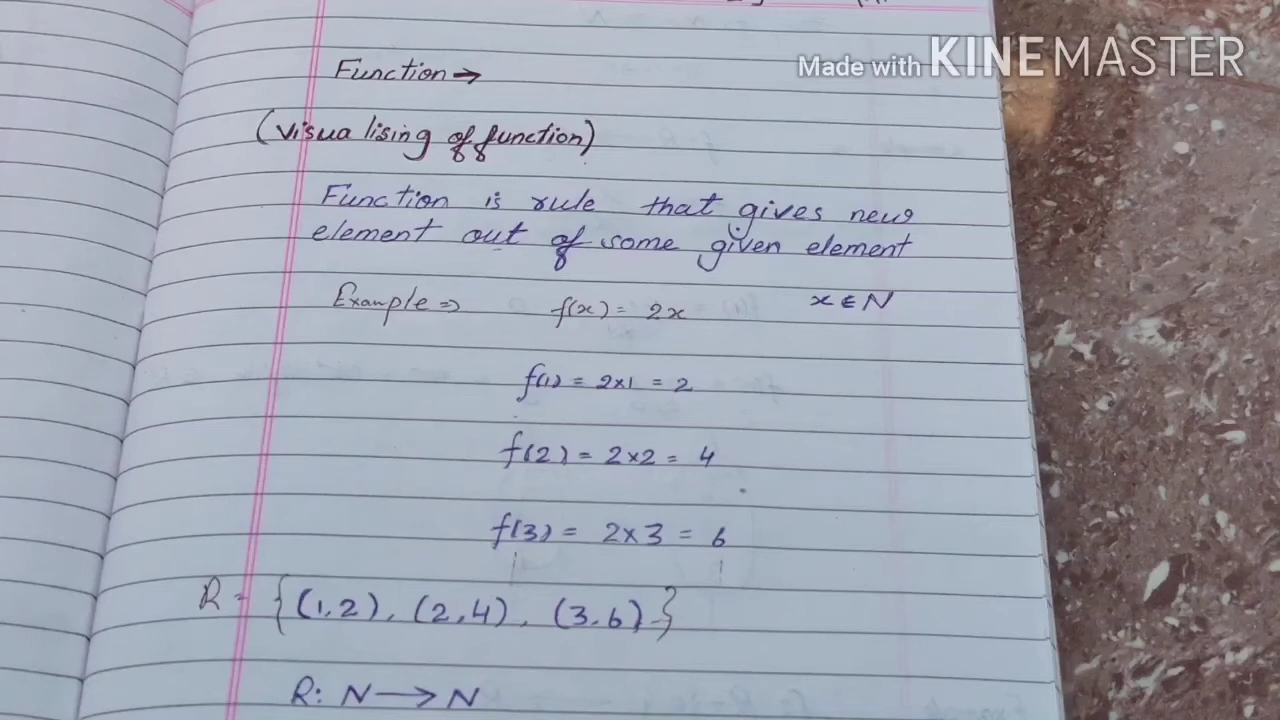 Made with KINEMASTER
Function →
(visualising of function)
Function is rule that gives new
element out of some given element
Example ⇒ f(x) = 2x x ∈ N
f(1) = 2×1 = 2
f(2) = 2×2 = 4
f(3) = 2×3 = 6
R = {(1,2), (2,4), (3,6)}
R: N → N